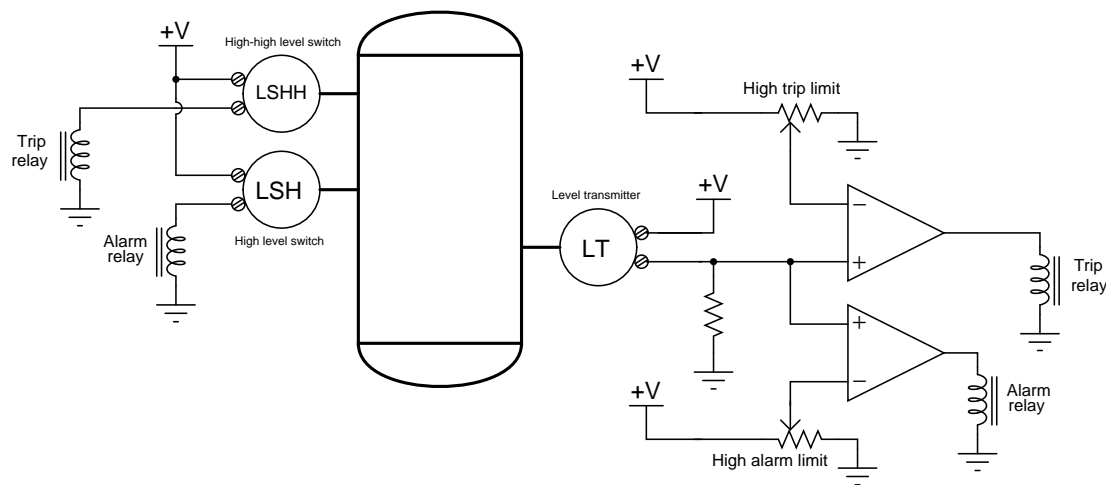 +V
High-high level switch
LSHH
Trip
relay
LSH
High level switch
Alarm
relay
+V
High trip limit
Level transmitter
+V
LT
−
+
Trip
relay
+
−
+V
High alarm limit
Alarm
relay